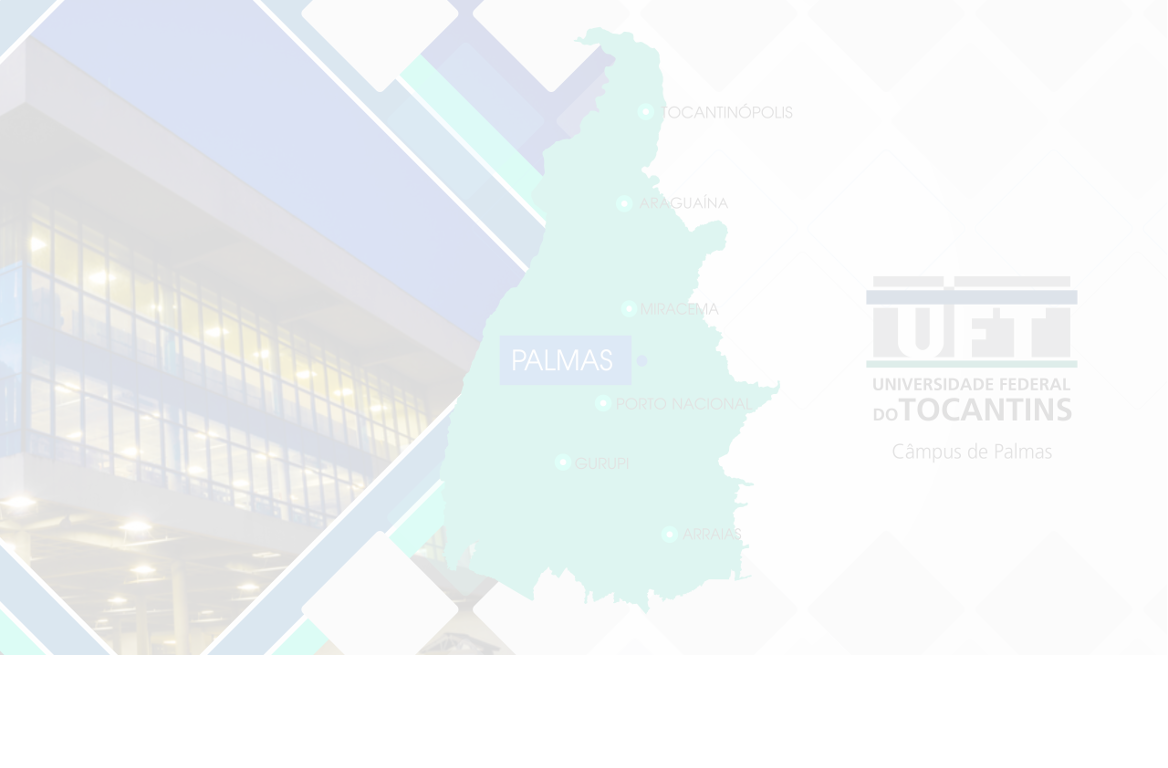 TOCANTINÓPOLIS
ARAGUAÍNA
MIRACEMA
PALMAS
PORTO NACIONAL
GURUPI
ARRAIAS
UFT
UNIVERSIDADE FEDERAL
DO TOCANTINS
Câmpus de Palmas